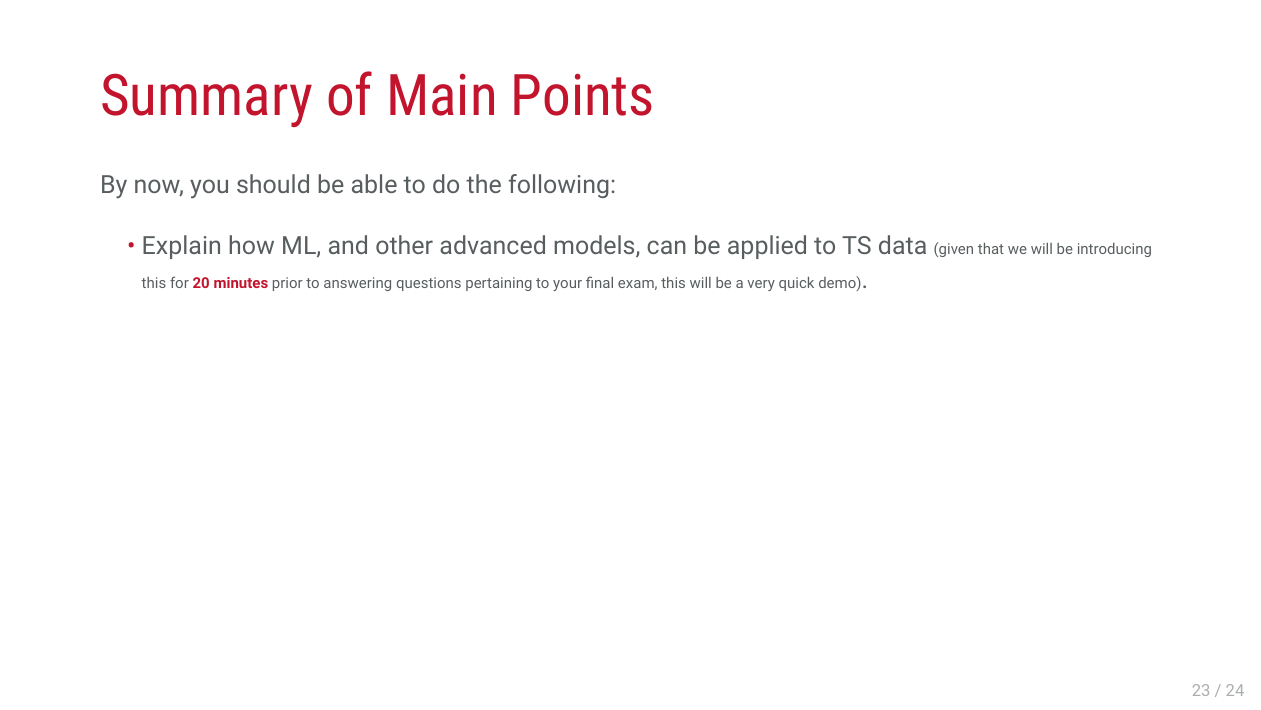 Summary of Main Points
By now, you should be able to do the following:
• Explain how ML, and other advanced models, can be applied to TS data (given that we will be introducing
this for 20 minutes prior to answering questions pertaining to your final exam, this will be a very quick demo).
23 / 24